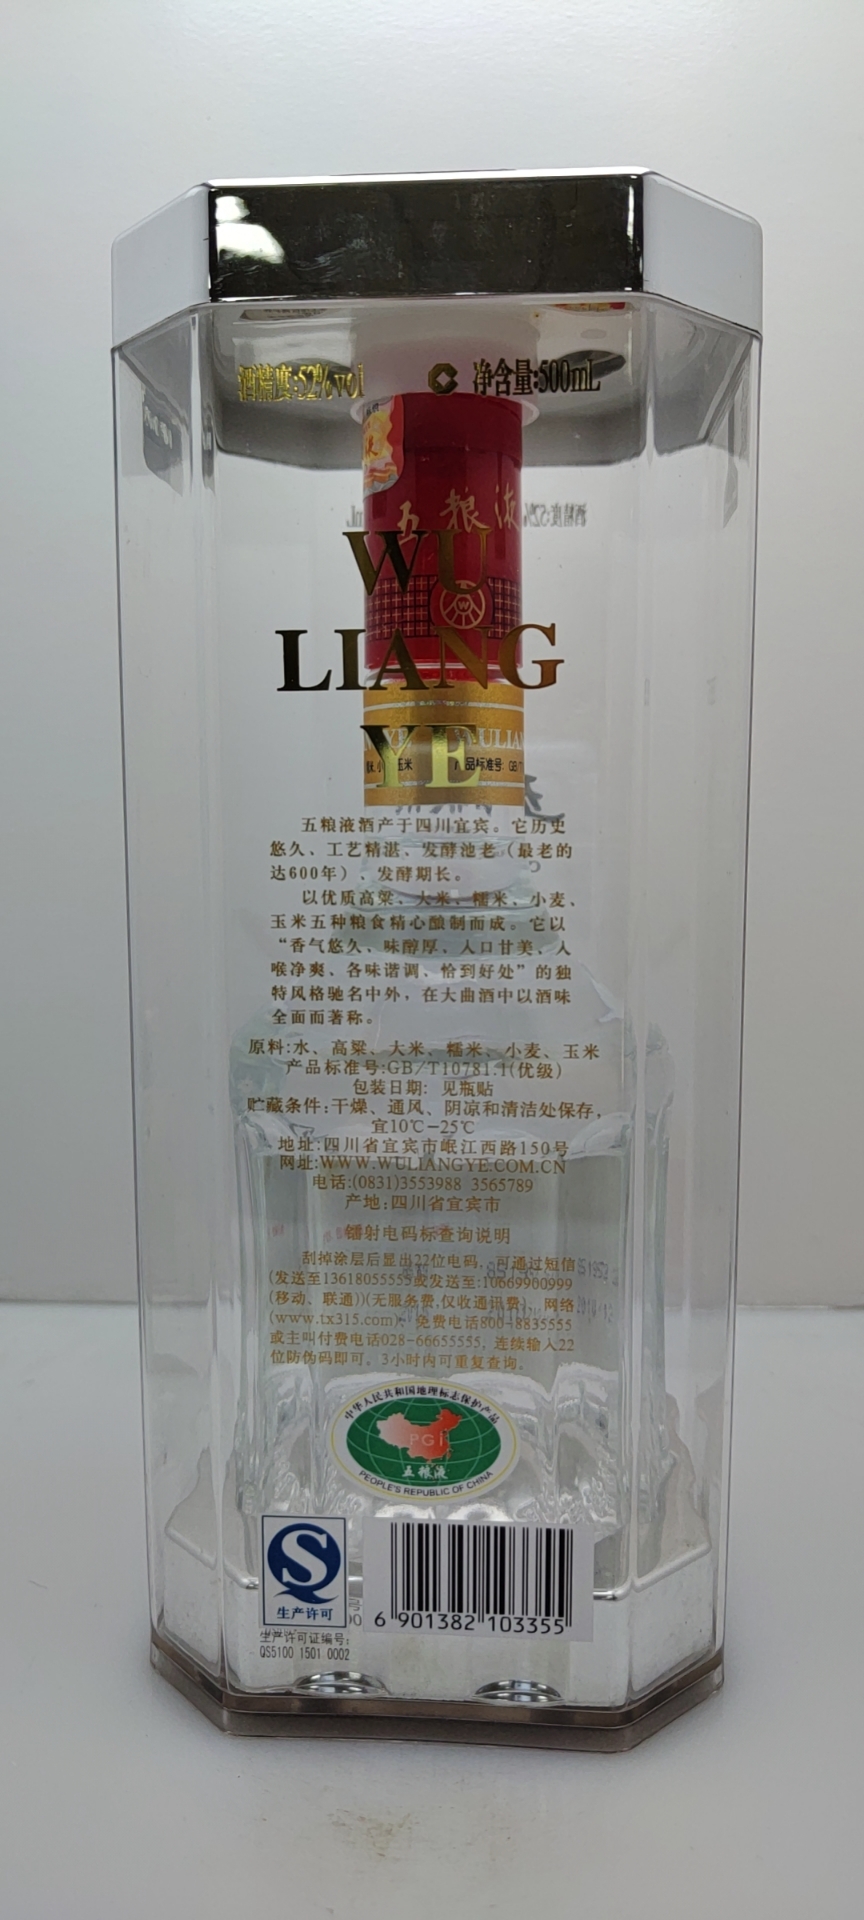 酒精度:52%vol 净含量:500mL
五粮液
WU
LIANG
YE
产品标准号: GB/T
五粮液酒产于四川宜宾。它历史
悠久、工艺精湛、发酵池老（最老的
达600年）、发酵期长。
以优质高粱、大米、糯米、小麦、
玉米五种粮食精心酿制而成。它以
“香气悠久、味醇厚、入口甘美、入
喉净爽、各味谐调、恰到好处”的独
特风格驰名中外，在大曲酒中以酒味
全面而著称。
原料:水、高粱、大米、糯米、小麦、玉米
产品标准号:GB/T10781.1(优级)
包装日期: 见瓶贴
贮藏条件:干燥、通风、阴凉和清洁处保存,
宜10℃—25℃
地址:四川省宜宾市岷江西路150号
网址:WWW.WULIANGYE.COM.CN
电话:(0831)3553988 3565789
产地:四川省宜宾市
镭射电码标查询说明
刮掉涂层后显出22位电码，可通过短信
(发送至13618055555或发送至:10669900999
(移动、联通))(无服务费,仅收通讯费)、网络
(www.tx315.com)、免费电话800-8835555
或主叫付费电话028-66655555, 连续输入22
位防伪码即可。3小时内可重复查询。
中华人民共和国地理标志保护产品
PGI
五粮液
PEOPLE'S REPUBLIC OF CHINA
生产许可
6 901382 103355
生产许可证编号:
QS5100 1501 0002